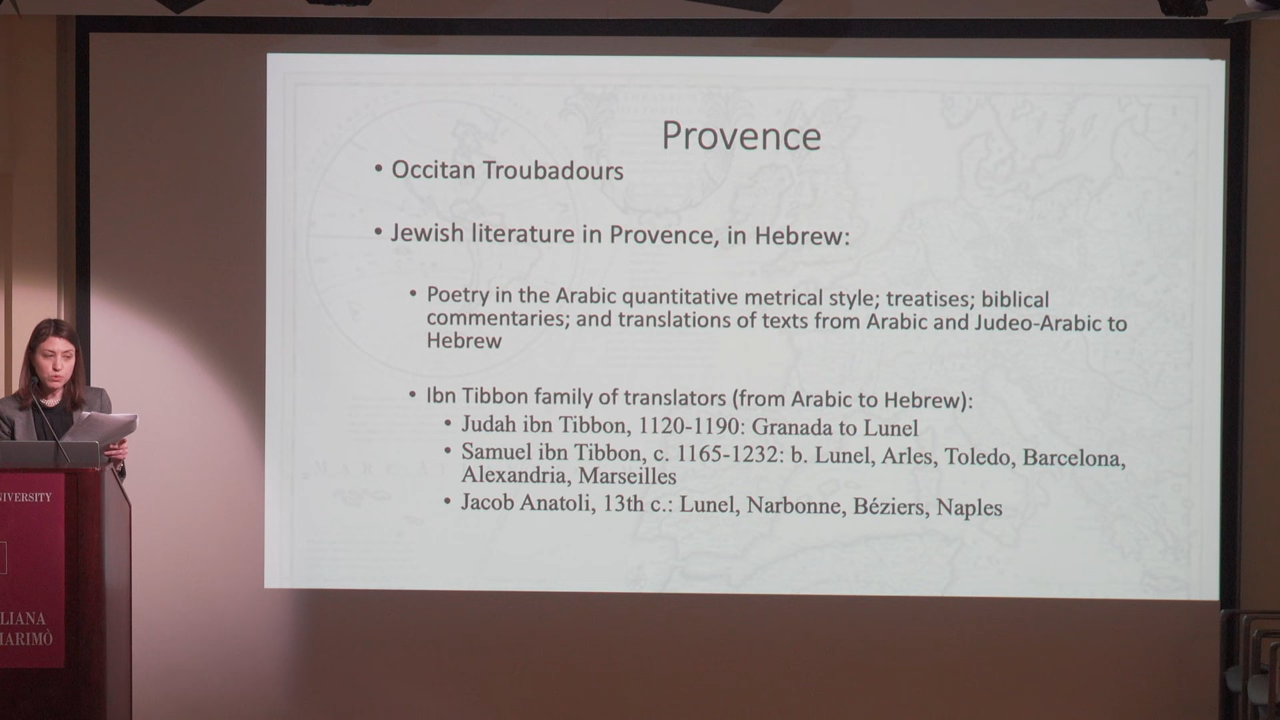 Provence
• Occitan Troubadours
• Jewish literature in Provence, in Hebrew:
• Poetry in the Arabic quantitative metrical style; treatises; biblical
commentaries; and translations of texts from Arabic and Judeo-Arabic to
Hebrew
• Ibn Tibbon family of translators (from Arabic to Hebrew):
• Judah ibn Tibbon, 1120-1190: Granada to Lunel
• Samuel ibn Tibbon, c. 1165-1232: b. Lunel, Arles, Toledo, Barcelona,
Alexandria, Marseilles
• Jacob Anatoli, 13th c.: Lunel, Narbonne, Béziers, Naples
NIVERSITY
LIANA
MARIMÒ